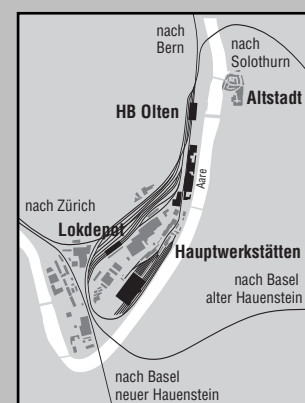 nach
Bern
nach
Solothurn
HB Olten
Altstadt
Aare
nach Zürich
Lokdepot
Hauptwerkstätten
nach Basel
alter Hauenstein
nach Basel
neuer Hauenstein